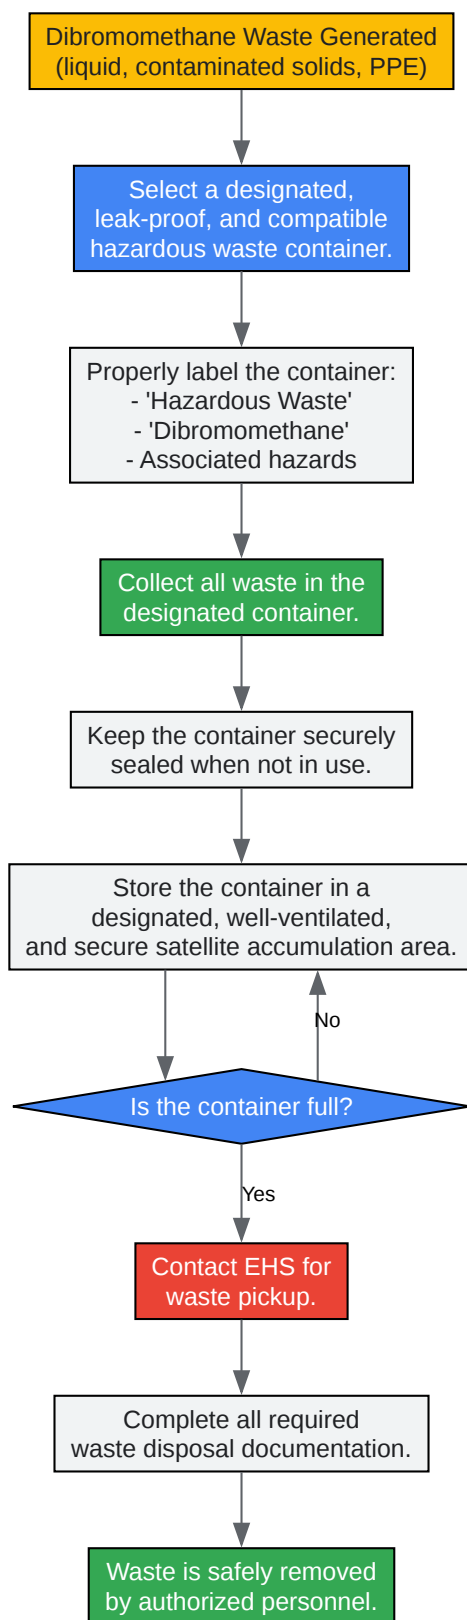 Dibromomethane Waste Generated
(liquid, contaminated solids, PPE)
Select a designated,
leak-proof, and compatible
hazardous waste container.
Properly label the container:
- 'Hazardous Waste'
- 'Dibromomethane'
- Associated hazards
Collect all waste in the
designated container.
Keep the container securely
sealed when not in use.
Store the container in a
designated, well-ventilated,
and secure satellite accumulation area.
No
Is the container full?
Yes
Contact EHS for
waste pickup.
Complete all required
waste disposal documentation.
Waste is safely removed
by authorized personnel.